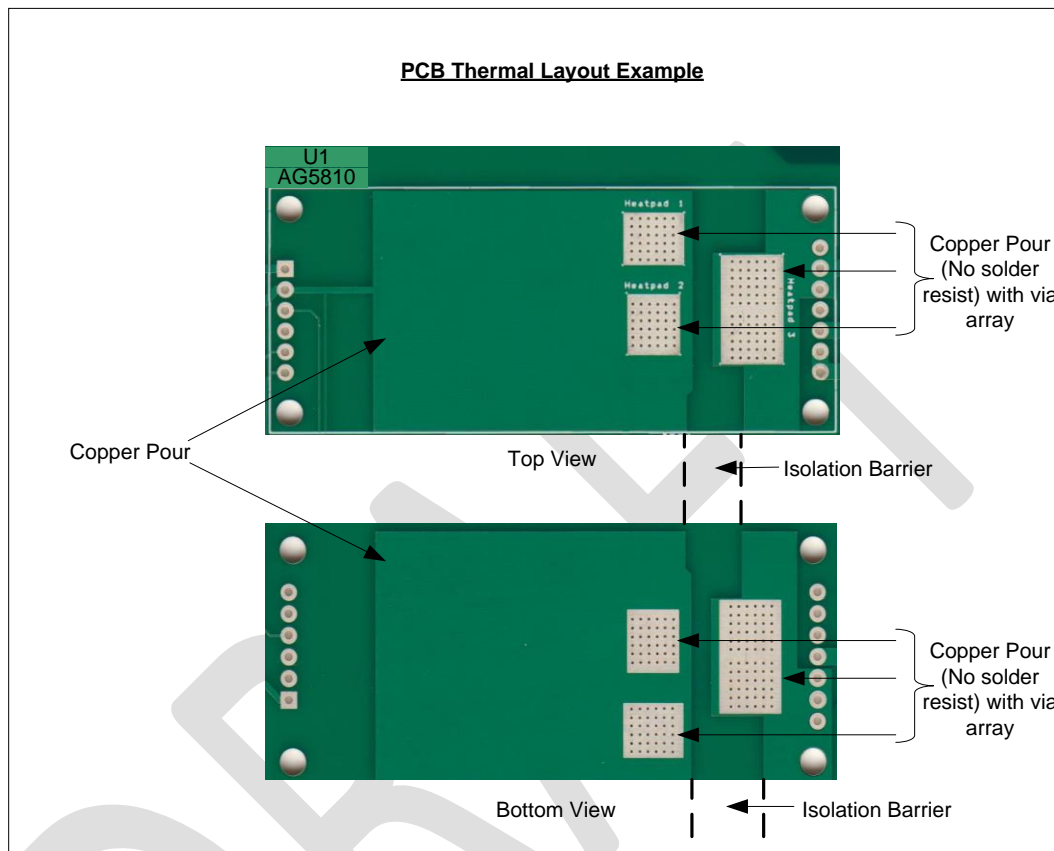 PCB Thermal Layout Example
U1
AG5810
Heatpad 1
Heatpad 2
Heatpad 3
Copper Pour
(No solder
resist) with via
array
Copper Pour
Top View
Isolation Barrier
Copper Pour
(No solder
resist) with via
array
Bottom View
Isolation Barrier
DRAFT